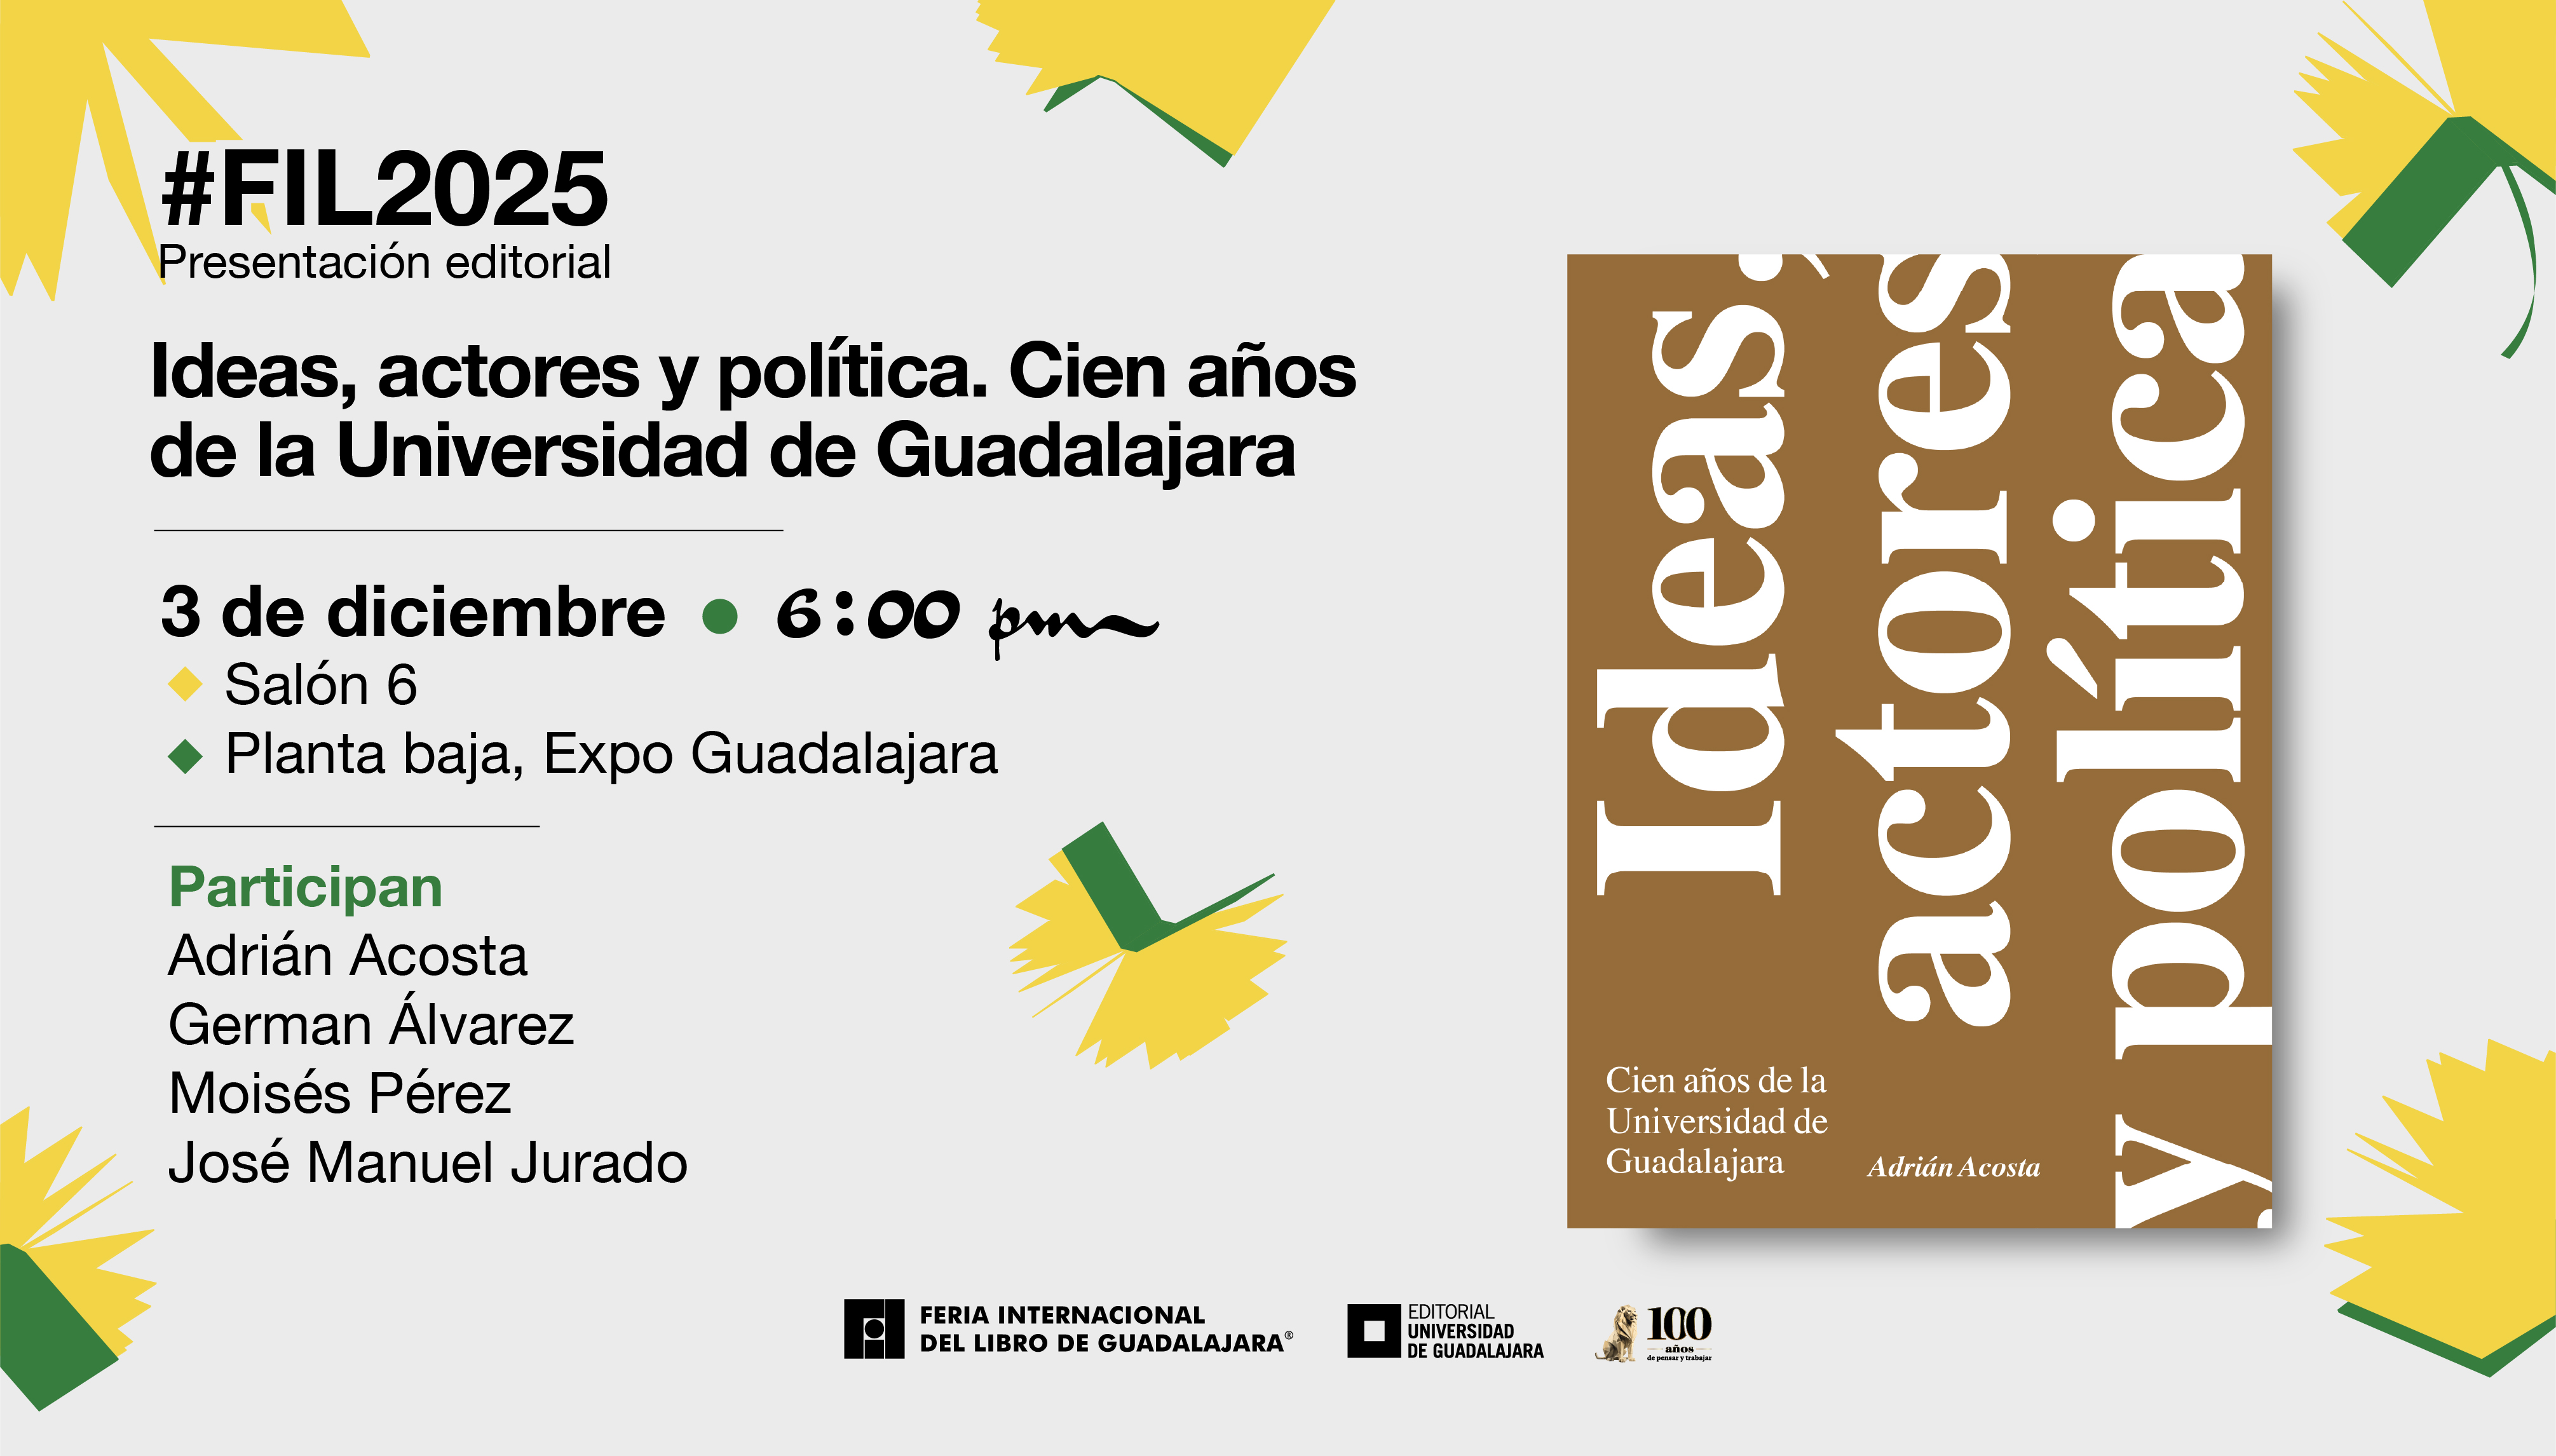 #FIL2025
Presentación editorial
Ideas, actores y política. Cien años
de la Universidad de Guadalajara
3 de diciembre • 6:00 pm
Salón 6
Planta baja, Expo Guadalajara
Participan
Adrián Acosta
German Álvarez
Moisés Pérez
José Manuel Jurado
Ideas,
actores
y política
Cien años de la
Universidad de
Guadalajara
Adrián Acosta
FERIA INTERNACIONAL
DEL LIBRO DE GUADALAJARA®
EDITORIAL
UNIVERSIDAD
DE GUADALAJARA
100
años
de pensar y trabajar